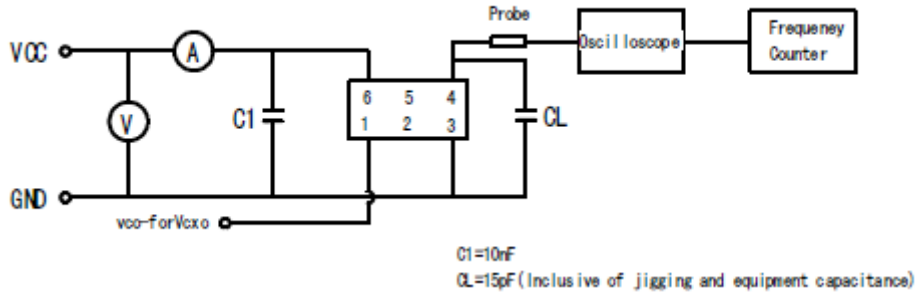 Probe
VCC
A
Oscilloscope
Frequency
Counter
V
C1
6 5 4
1 2 3
CL
GND
vco-forVcxo
C1=10nF
CL=15pF(Inclusive of jigging and equipment capacitance)